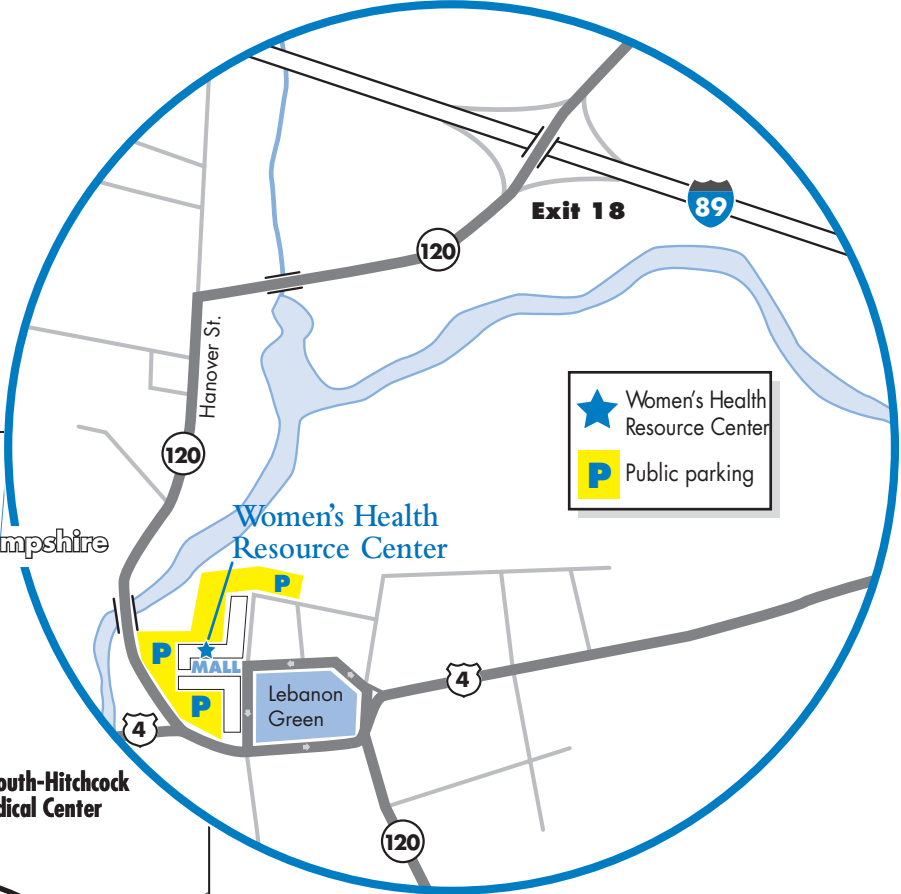 89
Exit 18
120
Hanover St.
Women's Health
Resource Center
P Public parking
120
Women's Health
Resource Center
mpshire
P
P
MALL
P
Lebanon
Green
4
4
outh-Hitchcock
dical Center
120